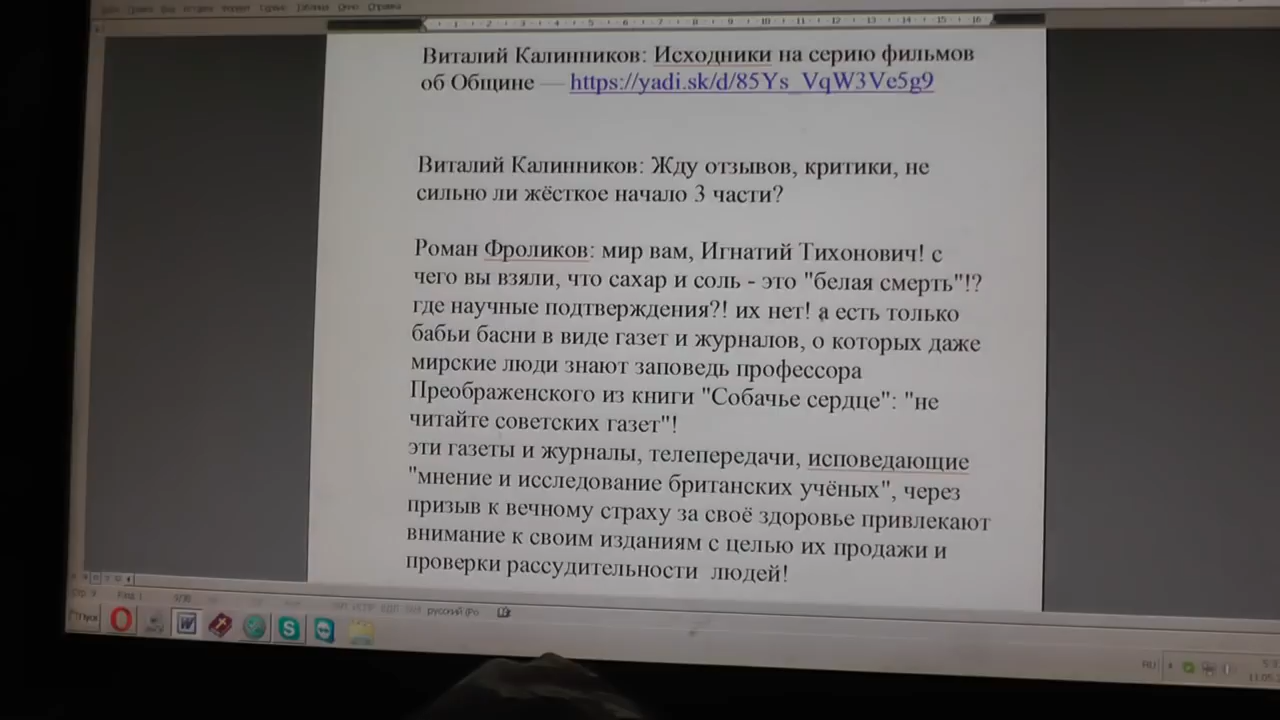 Виталий Калинников: Исходники на серию фильмов
об Общине — https://yadi.sk/d/85Ys_VqW3Ve5g9
Виталий Калинников: Жду отзывов, критики, не
сильно ли жёсткое начало 3 части?
Роман Фроликов: мир вам, Игнатий Тихонович! с
чего вы взяли, что сахар и соль - это "белая смерть"!?
где научные подтверждения?! их нет! а есть только
бабьи басни в виде газет и журналов, о которых даже
мирские люди знают заповедь профессора
Преображенского из книги "Собачье сердце": "не
читайте советских газет"!
эти газеты и журналы, телепередачи, исповедающие
"мнение и исследование британских учёных", через
призыв к вечному страху за своё здоровье привлекают
внимание к своим изданиям с целью их продажи и
проверки рассудительности людей!
русский (Ро
Пуск
RU